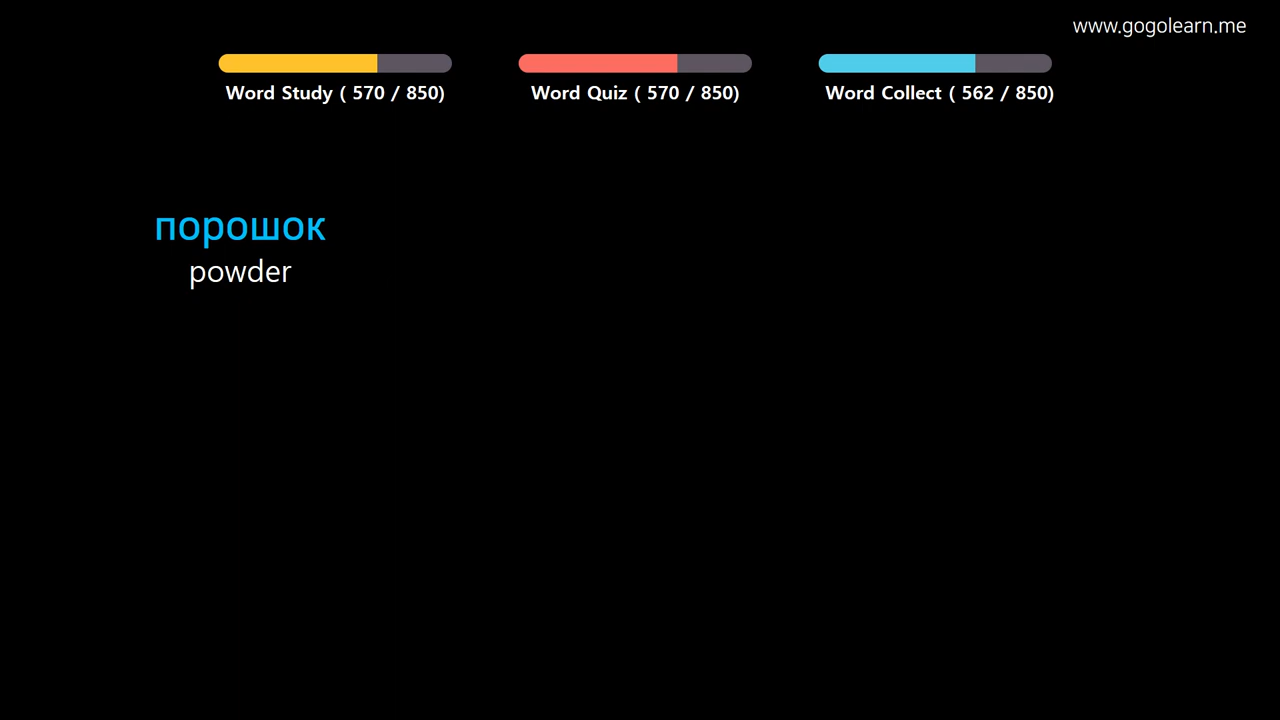 www.gogolearn.me
Word Study ( 570 / 850)
Word Quiz ( 570 / 850)
Word Collect ( 562 / 850)
порошок
powder